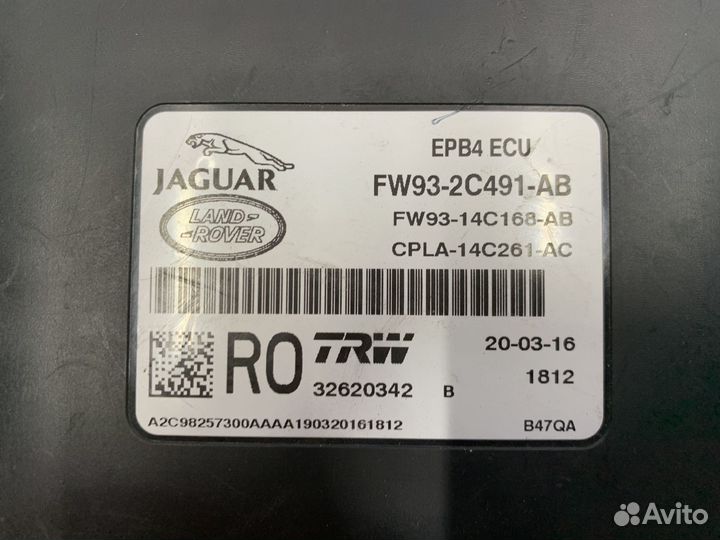 JAGUAR
LAND-
-ROVER
EPB4 ECU
FW93-2C491-AB
FW93-14C168-AB
CPLA-14C261-AC
RO TRW
20-03-16
32620342 B
1812
A2C98257300AAAA190320161812
B47QA
Avito